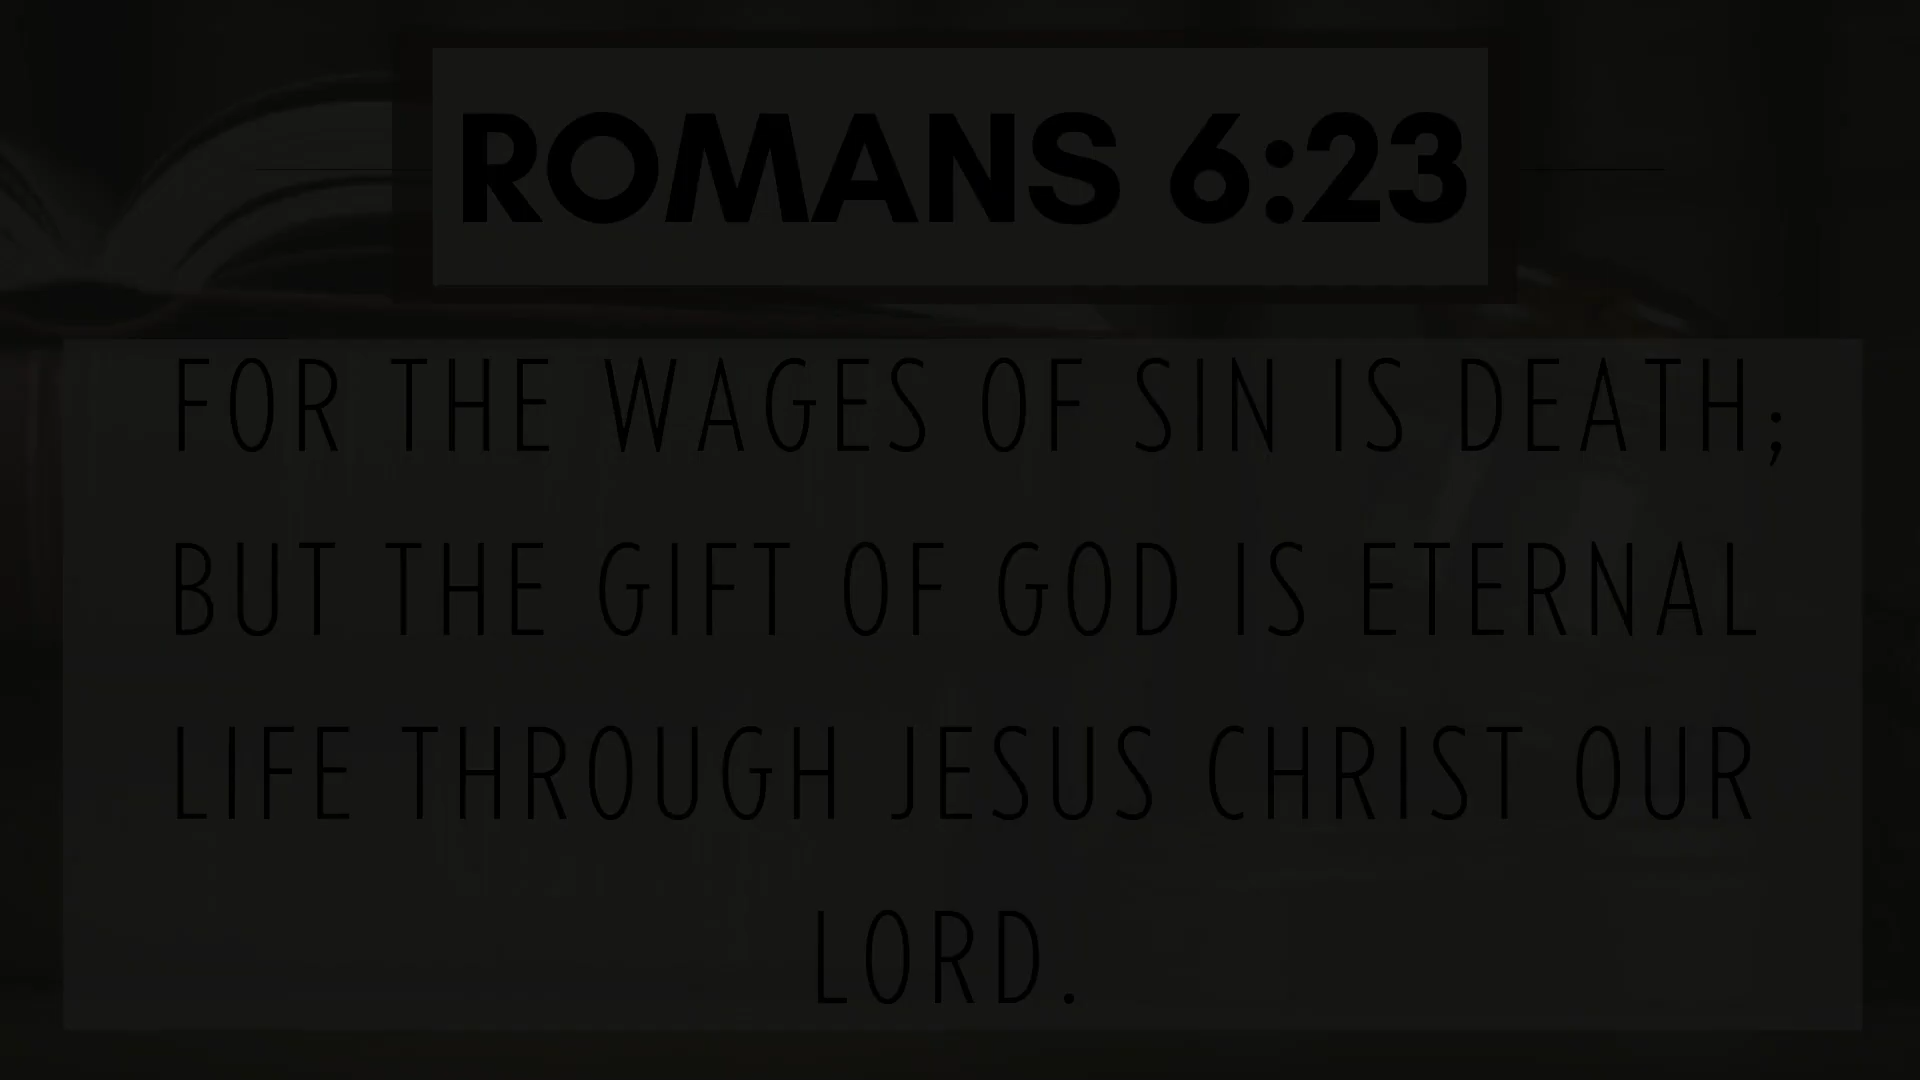 ROMANS 6:23
FOR THE WAGES OF SIN IS DEATH;
BUT THE GIFT OF GOD IS ETERNAL
LIFE THROUGH JESUS CHRIST OUR
LORD.